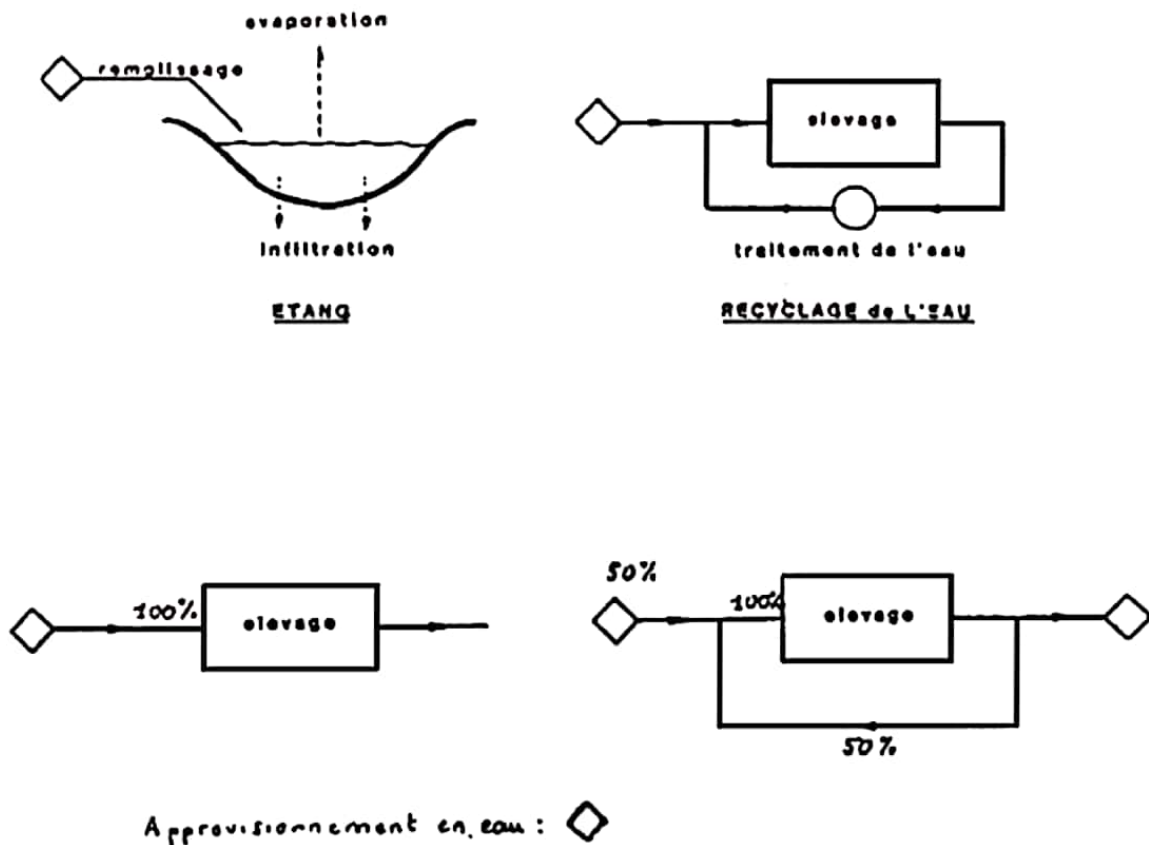 evaporation
remplissage
infiltration
ETANG
elevage
traitement de l'eau
RECYCLAGE de L'EAU
100%
elevage
50%
100%
elevage
50%
Approvisionnement en eau :